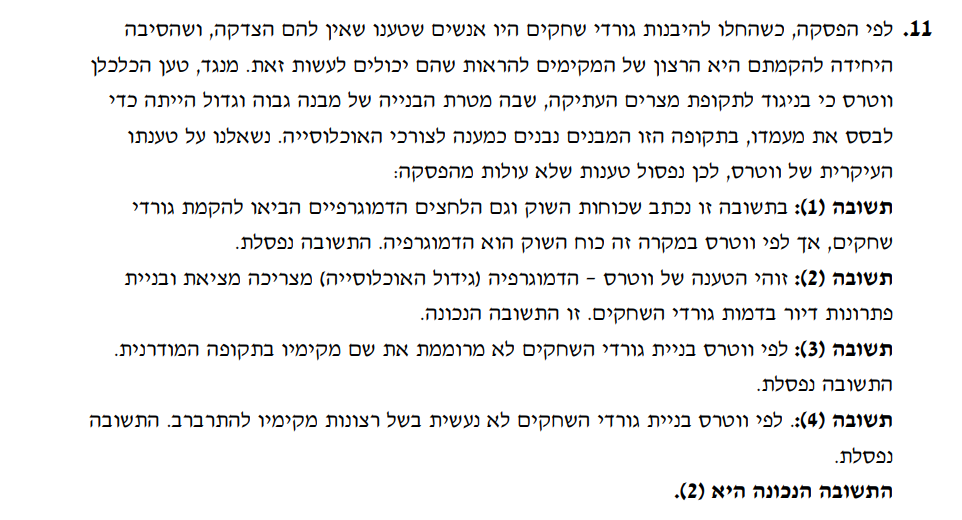 11. לפי הפסקה, כשהחלו להיבנות גורדי שחקים היו אנשים שטענו שאין להם הצדקה, ושהסיבה
היחידה להקמתם היא הרצון של המקימים להראות שהם יכולים לעשות זאת. מנגד, טען הכלכלן
ווטרס כי בניגוד לתקופת מצרים העתיקה, שבה מטרת הבנייה של מבנה גבוה וגדול הייתה כדי
לבסס את מעמדו, בתקופה הזו המבנים נבנים כמענה לצורכי האוכלוסייה. נשאלנו על טענתו
העיקרית של ווטרס, לכן נפסול טענות שלא עולות מהפסקה:
תשובה (1): בתשובה זו נכתב שכוחות השוק וגם הלחצים הדמוגרפיים הביאו להקמת גורדי
שחקים, אך לפי ווטרס במקרה זה כוח השוק הוא הדמוגרפיה. התשובה נפסלת.
תשובה (2): זוהי הטענה של ווטרס – הדמוגרפיה (גידול האוכלוסייה) מצריכה מציאת ובניית
פתרונות דיור בדמות גורדי השחקים. זו התשובה הנכונה.
תשובה (3): לפי ווטרס בניית גורדי השחקים לא מרוממת את שם מקימיו בתקופה המודרנית.
התשובה נפסלת.
תשובה (4):. לפי ווטרס בניית גורדי השחקים לא נעשית בשל רצונות מקימיו להתרברב. התשובה
נפסלת.
התשובה הנכונה היא (2).